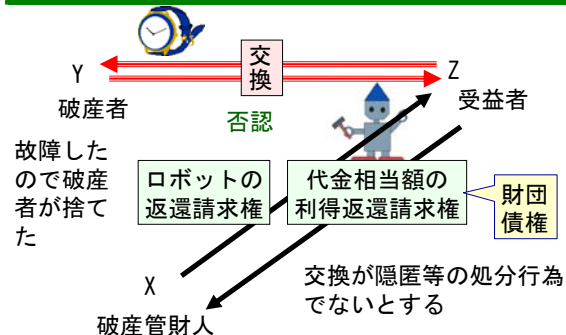 交
換
Y
Z
破産者
受益者
否認
故障した
ので破産
者が捨て
た
ロボットの
返還請求権
代金相当額の
利得返還請求権
財団
債権
X
破産管財人
交換が隠匿等の処分行為
でないとする